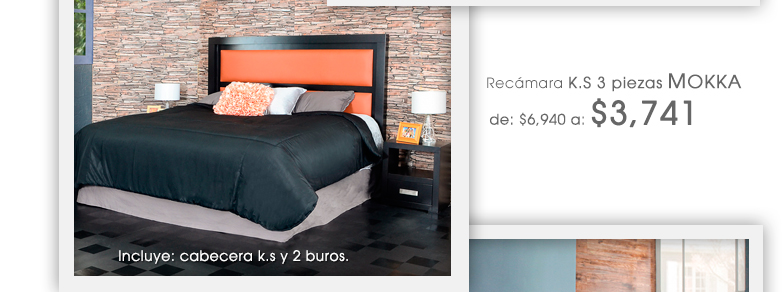 Recámara K.S 3 piezas MOKKA
de: $6,940 a: $3,741
Incluye: cabecera k.s y 2 buros.